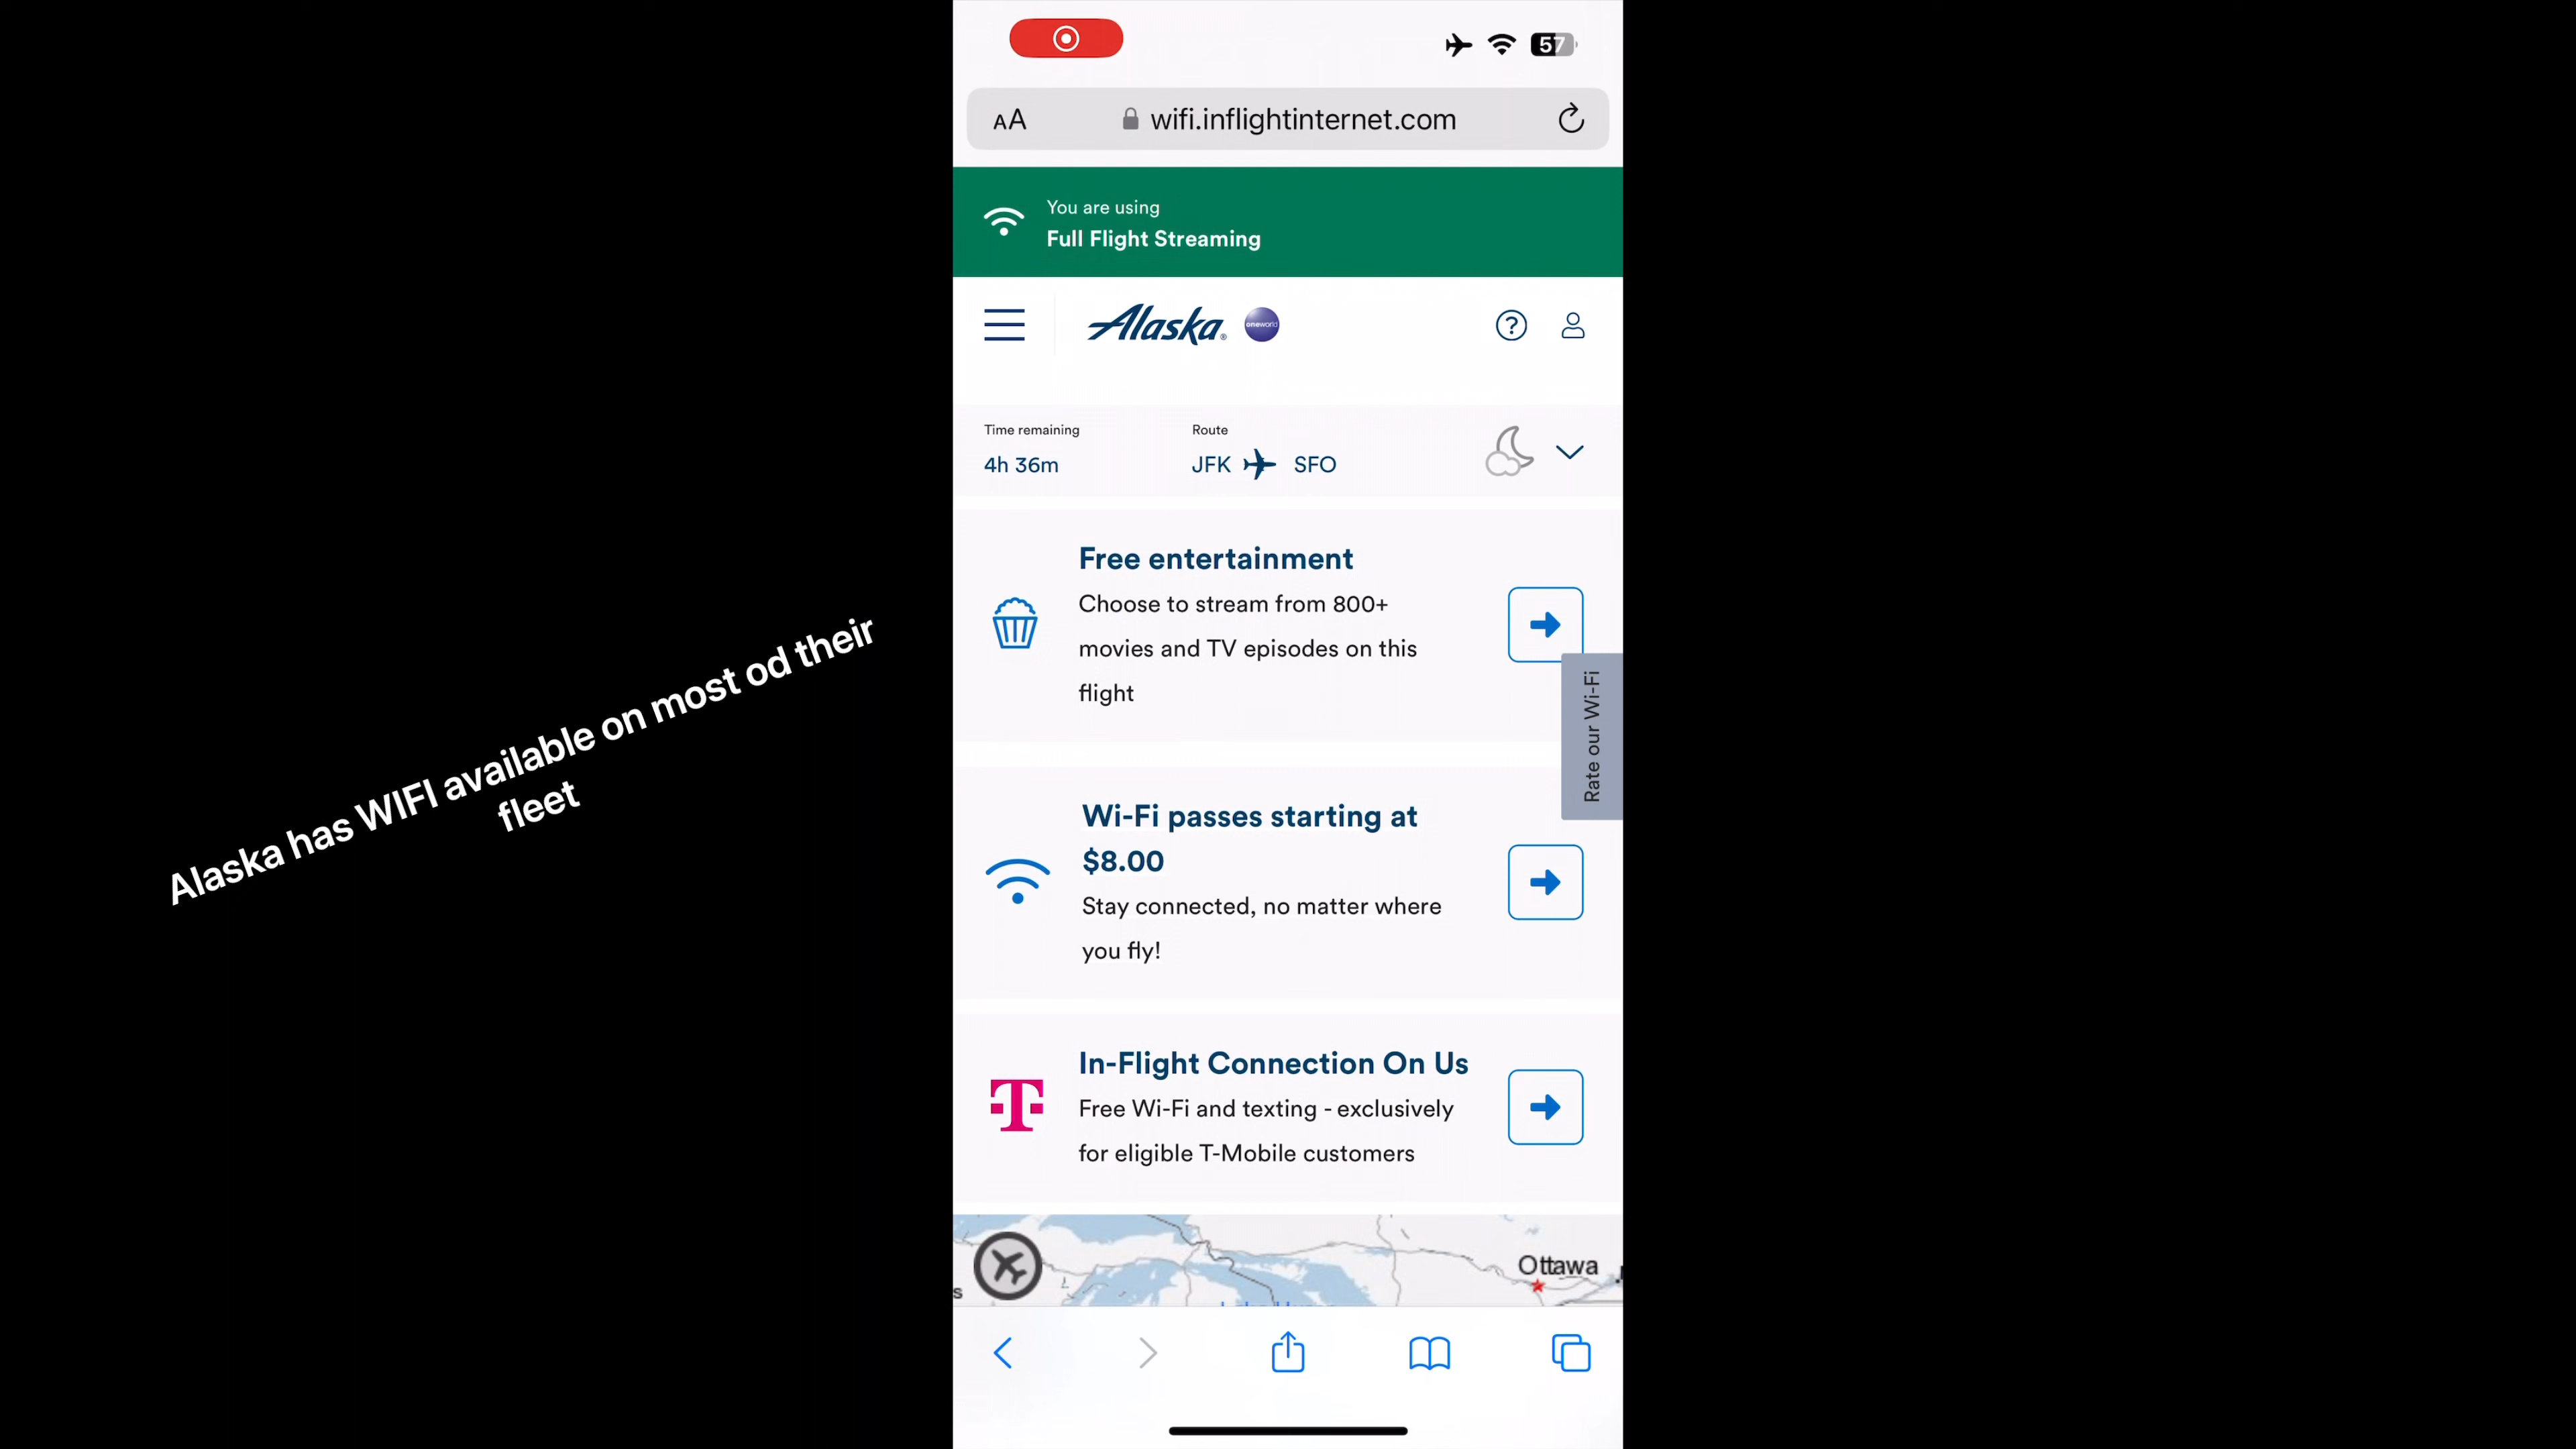 57
AA wifi.inflightinternet.com
You are using
Full Flight Streaming
Alaska® oneworld ?
Time remaining
4h 36m
Route
JFK SFO
Free entertainment
Choose to stream from 800+
movies and TV episodes on this
flight
Rate our Wi-Fi
Wi-Fi passes starting at
$8.00
Stay connected, no matter where
you fly!
T
In-Flight Connection On Us
Free Wi-Fi and texting - exclusively
for eligible T-Mobile customers
Ottawa
s
Alaska has WIFI available on most od their
fleet